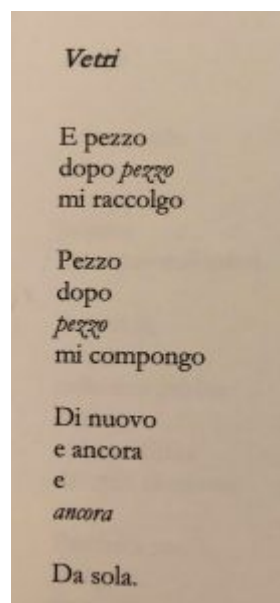 Vetri
E pezzo
dopo pezzo
mi raccolgo
Pezzo
dopo
pezzo
mi compongo
Di nuovo
e ancora
e
ancora
Da sola.